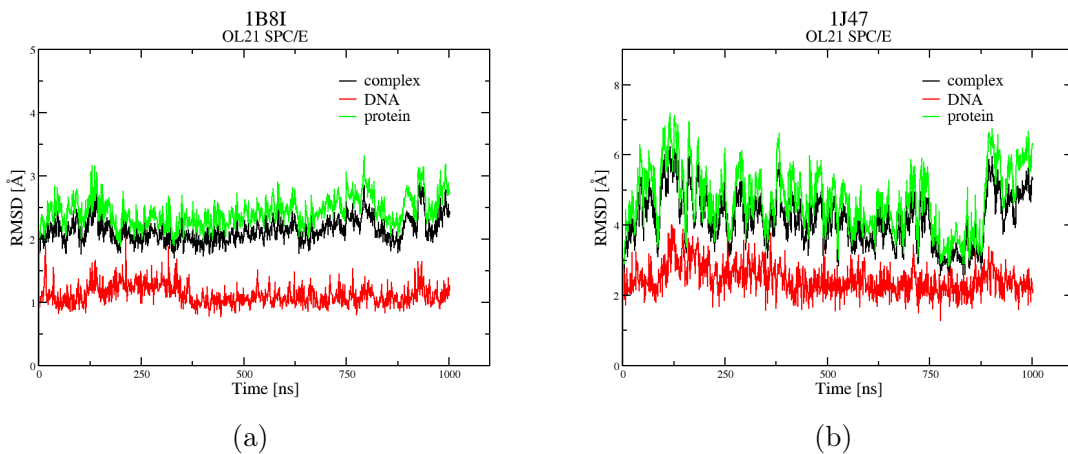 1B8I
OL21 SPC/E
5
4
3
2
1
0
RMSD [Å]
complex
DNA
protein
0
250
500
750
1000
Time [ns]
(a)
1J47
OL21 SPC/E
8
6
4
2
0
RMSD [Å]
complex
DNA
protein
0
250
500
750
1000
Time [ns]
(b)